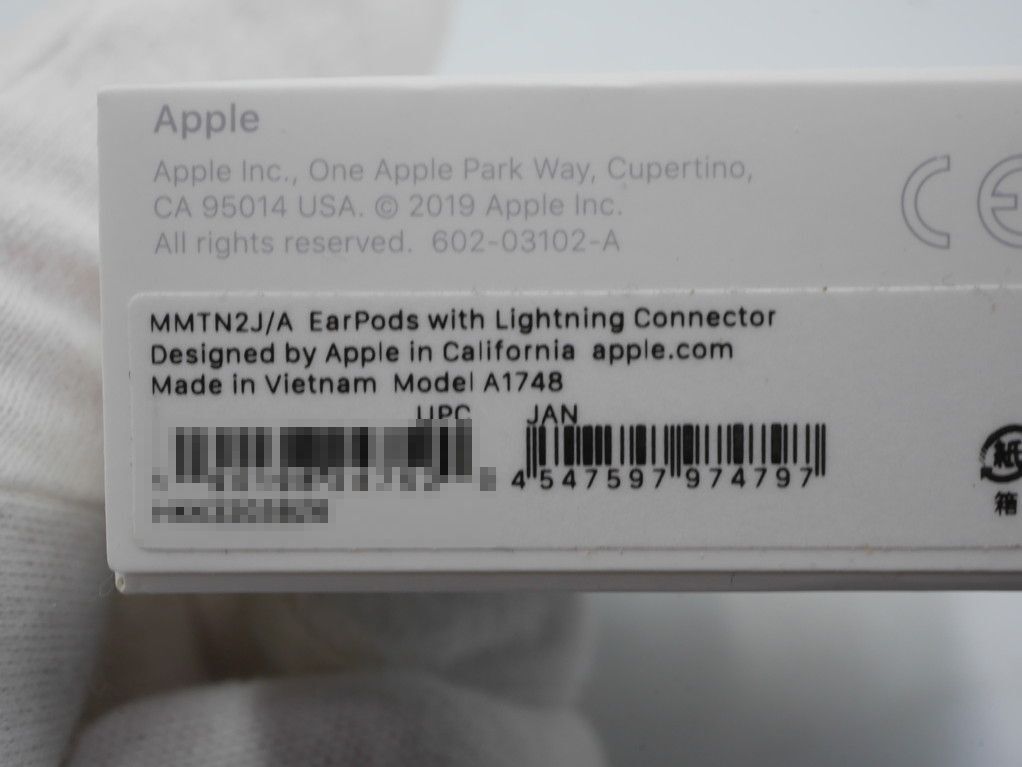 Apple
Apple Inc., One Apple Park Way, Cupertino,
CA 95014 USA. © 2019 Apple Inc.
All rights reserved. 602-03102-A
CE
MMTN2J/A EarPods with Lightning Connector
Designed by Apple in California apple.com
Made in Vietnam Model A1748
UPC JAN
4 547597 974797
紙
箱